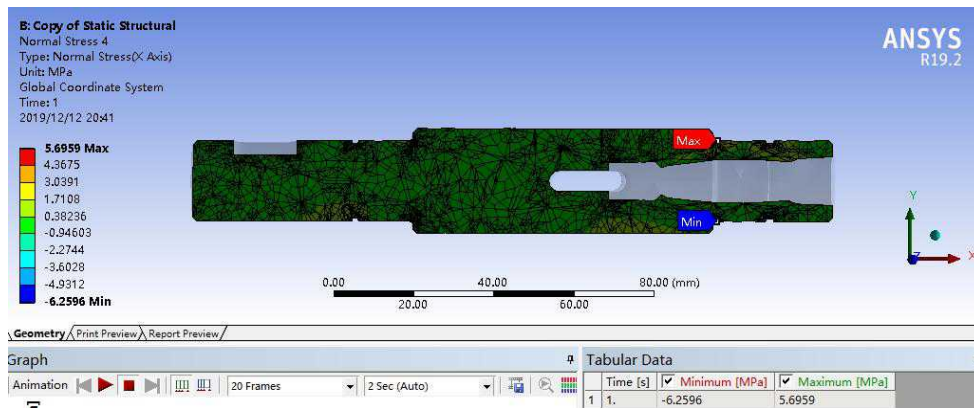 B: Copy of Static Structural
Normal Stress 4
Type: Normal Stress(X Axis)
Unit: MPa
Global Coordinate System
Time: 1
2019/12/12 20:41
ANSYS
R19.2
5.6959 Max
4.3675
3.0391
1.7108
0.38236
-0.94603
-2.2744
-3.6028
-4.9312
-6.2596 Min
Max
Min
Y
Z
X
0.00 40.00 80.00 (mm)
20.00 60.00
Geometry Print Preview Report Preview
Graph
Animation 20 Frames 2 Sec (Auto)
Tabular Data
Time [s] Minimum [MPa] Maximum [MPa]
1 1. -6.2596 5.6959